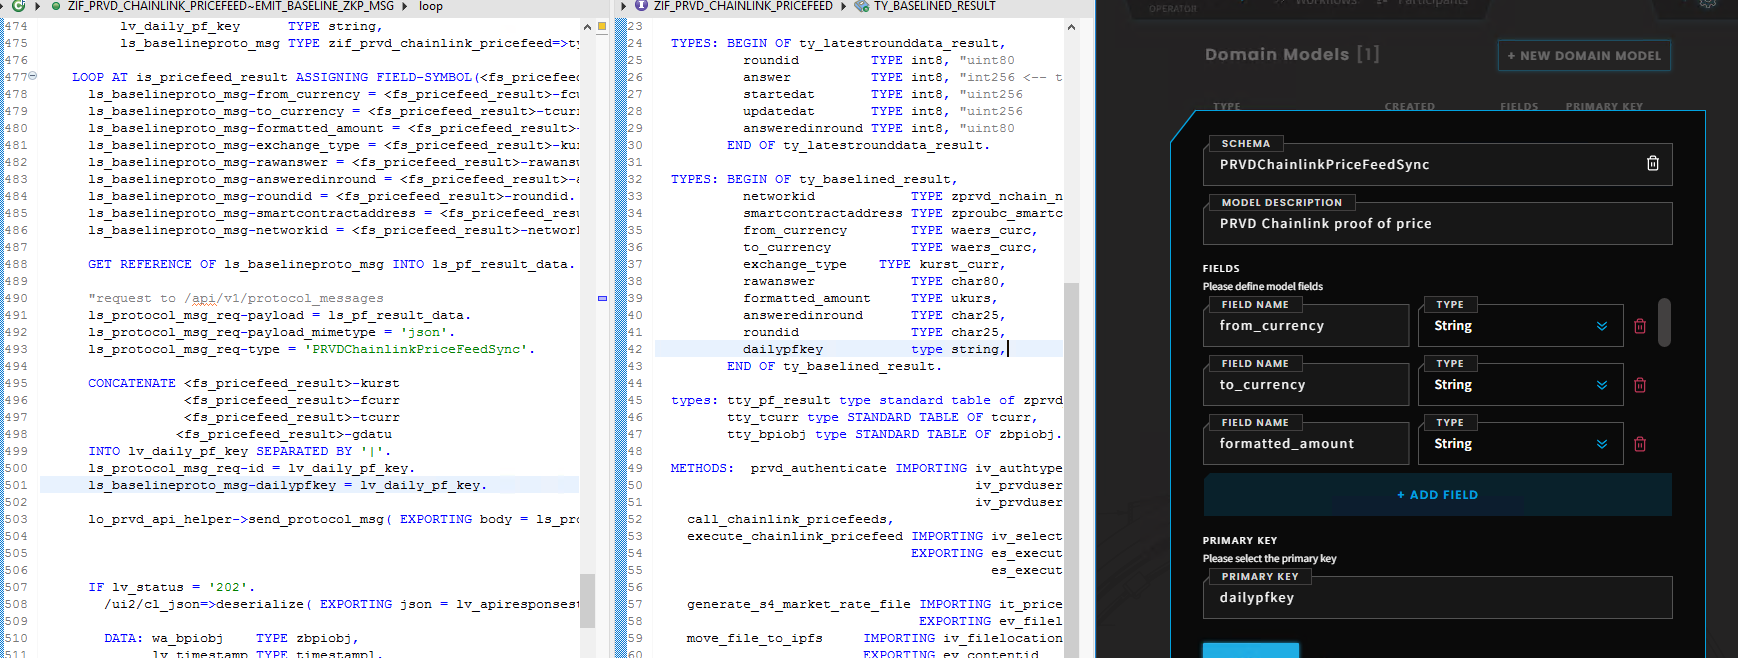 ZIF_PRVD_CHAINLINK_PRICEFEED~EMIT_BASELINE_ZKP_MSG loop
474 lv_daily_pf_key TYPE string,
475 ls_baselineproto_msg TYPE zif_prvd_chainlink_pricefeed=>ty
476
477 LOOP AT is_pricefeed_result ASSIGNING FIELD-SYMBOL(<fs_pricefee
478 ls_baselineproto_msg-from_currency = <fs_pricefeed_result>-fcu
479 ls_baselineproto_msg-to_currency = <fs_pricefeed_result>-tcurr
480 ls_baselineproto_msg-formatted_amount = <fs_pricefeed_result>-
481 ls_baselineproto_msg-exchange_type = <fs_pricefeed_result>-kur
482 ls_baselineproto_msg-rawanswer = <fs_pricefeed_result>-rawansw
483 ls_baselineproto_msg-answeredinround = <fs_pricefeed_result>-a
484 ls_baselineproto_msg-roundid = <fs_pricefeed_result>-roundid.
485 ls_baselineproto_msg-smartcontractaddress = <fs_pricefeed_resu
486 ls_baselineproto_msg-networkid = <fs_pricefeed_result>-network
487
488 GET REFERENCE OF ls_baselineproto_msg INTO ls_pf_result_data.
489
490 "request to /api/v1/protocol_messages
491 ls_protocol_msg_req-payload = ls_pf_result_data.
492 ls_protocol_msg_req-payload_mimetype = 'json'.
493 ls_protocol_msg_req-type = 'PRVDChainlinkPriceFeedSync'.
494
495 CONCATENATE <fs_pricefeed_result>-kurst
496 <fs_pricefeed_result>-fcurr
497 <fs_pricefeed_result>-tcurr
498 <fs_pricefeed_result>-gdatu
499 INTO lv_daily_pf_key SEPARATED BY '|'.
500 ls_protocol_msg_req-id = lv_daily_pf_key.
501 ls_baselineproto_msg-dailypfkey = lv_daily_pf_key.
502
503 lo_prvd_api_helper->send_protocol_msg( EXPORTING body = ls_pro
504
505
506
507 IF lv_status = '202'.
508 /ui2/cl_json=>deserialize( EXPORTING json = lv_apiresponsest
509
510 DATA: wa_bpiobj TYPE zbpiobj,
511 lv_timestamp TYPE timestampl,
ZIF_PRVD_CHAINLINK_PRICEFEED TY_BASELINED_RESULT
23
24 TYPES: BEGIN OF ty_latestrounddata_result,
25 roundid TYPE int8, "uint80
26 answer TYPE int8, "int256 <-- t
27 startedat TYPE int8, "uint256
28 updatedat TYPE int8, "uint256
29 answeredinround TYPE int8, "uint80
30 END OF ty_latestrounddata_result.
31
32 TYPES: BEGIN OF ty_baselined_result,
33 networkid TYPE zprvd_nchain_n
34 smartcontractaddress TYPE zproubc_smartc
35 from_currency TYPE waers_curc,
36 to_currency TYPE waers_curc,
37 exchange_type TYPE kurst_curr,
38 rawanswer TYPE char80,
39 formatted_amount TYPE ukurs,
40 answeredinround TYPE char25,
41 roundid TYPE char25,
42 dailypfkey type string,
43 END OF ty_baselined_result.
44
45 types: tty_pf_result type standard table of zprvd
46 tty_tcurr type STANDARD TABLE OF tcurr,
47 tty_bpiobj type STANDARD TABLE OF zbpiobj.
48
49 METHODS: prvd_authenticate IMPORTING iv_authtype
50 iv_prvduser
51 iv_prvduser
52 call_chainlink_pricefeeds,
53 execute_chainlink_pricefeed IMPORTING iv_select
54 EXPORTING es_execut
55 es_execut
56
57 generate_s4_market_rate_file IMPORTING it_price
58 EXPORTING ev_filel
59 move_file_to_ipfs IMPORTING iv_filelocation
60 EXPORTING ev_contentid
OPERATOR Workflows Participants
Domain Models [1] + NEW DOMAIN MODEL
TYPE CREATED FIELDS PRIMARY KEY
SCHEMA
PRVDChainlinkPriceFeedSync
MODEL DESCRIPTION
PRVD Chainlink proof of price
FIELDS
Please define model fields
FIELD NAME TYPE
from_currency String
FIELD NAME TYPE
to_currency String
FIELD NAME TYPE
formatted_amount String
+ ADD FIELD
PRIMARY KEY
Please select the primary key
PRIMARY KEY
dailypfkey